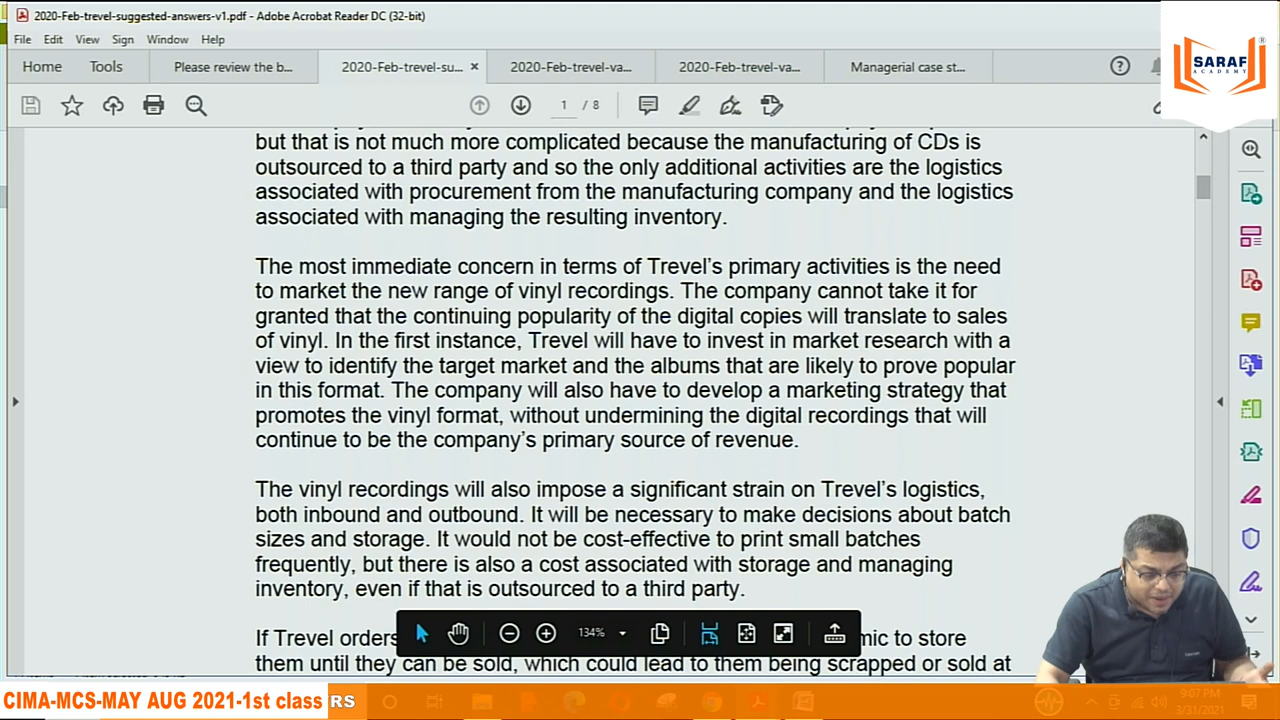 2020-Feb-trevel-suggested-answers-v1.pdf - Adobe Acrobat Reader DC (32-bit)
File Edit View Sign Window Help
Home Tools Please review the b... 2020-Feb-trevel-su... × 2020-Feb-trevel-va... 2020-Feb-trevel-va... Managerial case st...
SARAF
ACADEMY
1 / 8
but that is not much more complicated because the manufacturing of CDs is
outsourced to a third party and so the only additional activities are the logistics
associated with procurement from the manufacturing company and the logistics
associated with managing the resulting inventory.
The most immediate concern in terms of Trevel's primary activities is the need
to market the new range of vinyl recordings. The company cannot take it for
granted that the continuing popularity of the digital copies will translate to sales
of vinyl. In the first instance, Trevel will have to invest in market research with a
view to identify the target market and the albums that are likely to prove popular
in this format. The company will also have to develop a marketing strategy that
promotes the vinyl format, without undermining the digital recordings that will
continue to be the company's primary source of revenue.
The vinyl recordings will also impose a significant strain on Trevel's logistics,
both inbound and outbound. It will be necessary to make decisions about batch
sizes and storage. It would not be cost-effective to print small batches
frequently, but there is also a cost associated with storage and managing
inventory, even if that is outsourced to a third party.
134%
If Trevel orders mic to store
them until they can be sold, which could lead to them being scrapped or sold at
CIMA-MCS-MAY AUG 2021-1st class RS
9:07 PM
3/31/2021